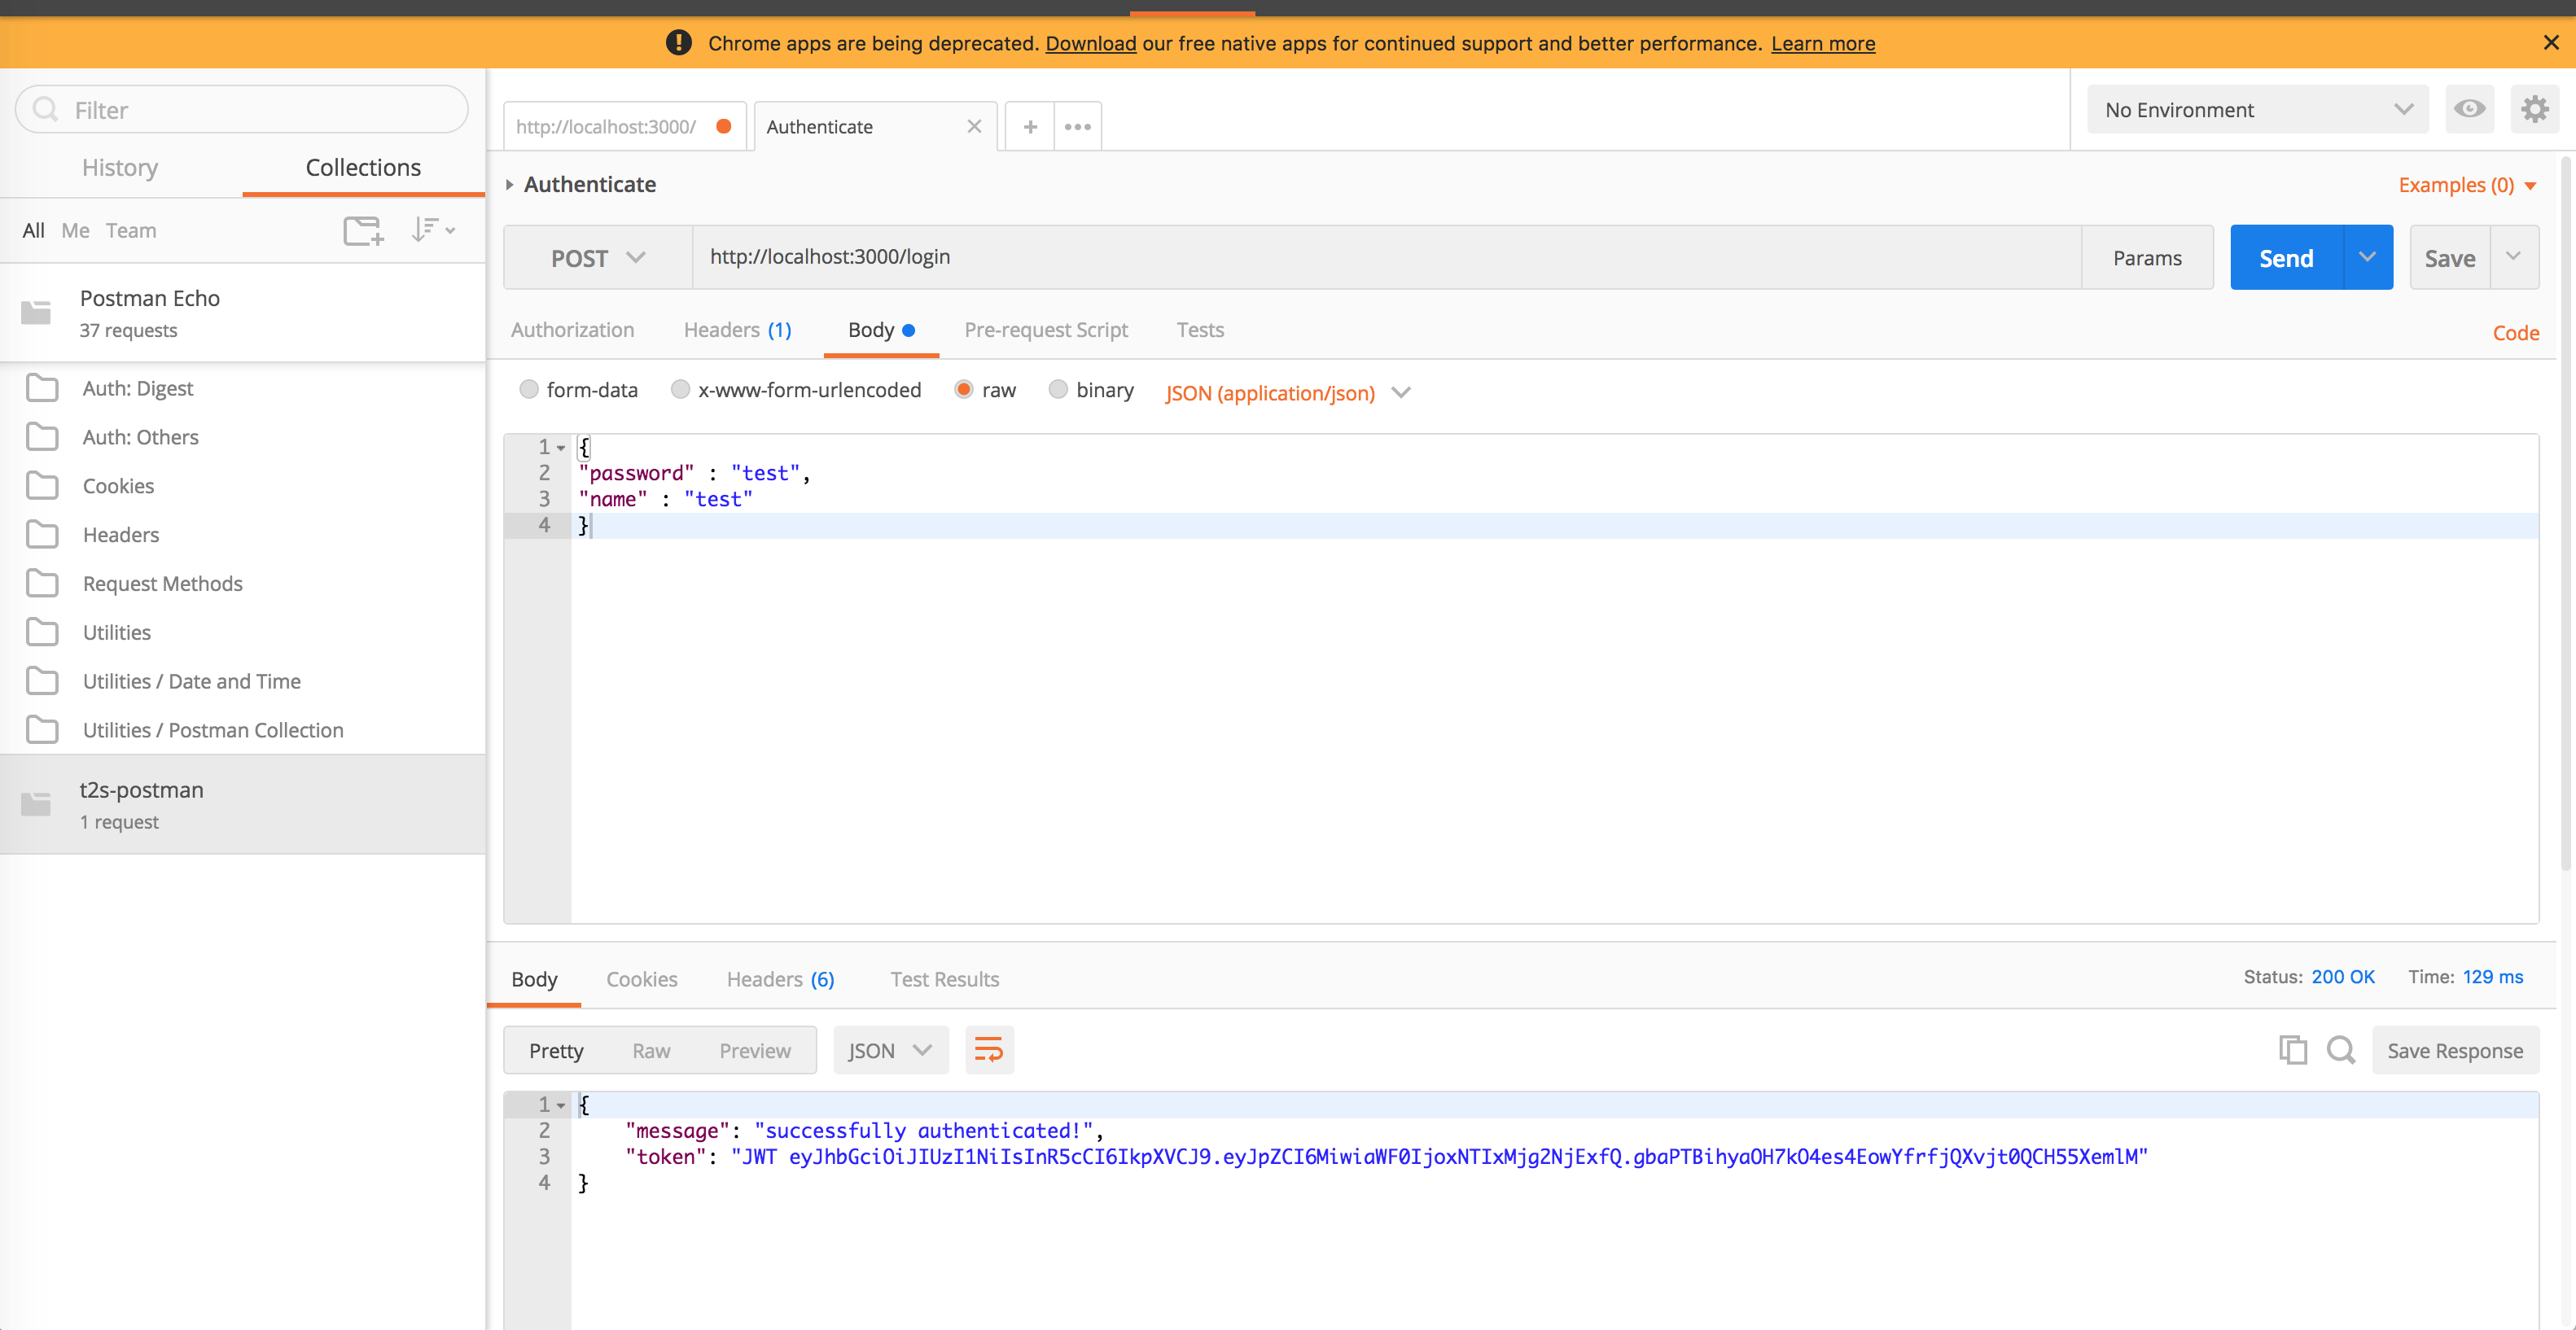 Chrome apps are being deprecated. Download our free native apps for continued support and better performance. Learn more
Filter
History Collections
All Me Team
Postman Echo
37 requests
Auth: Digest
Auth: Others
Cookies
Headers
Request Methods
Utilities
Utilities / Date and Time
Utilities / Postman Collection
t2s-postman
1 request
http://localhost:3000/ Authenticate
No Environment
Authenticate
Examples (0)
POST http://localhost:3000/login Params Send Save
Authorization Headers (1) Body Pre-request Script Tests Code
form-data x-www-form-urlencoded raw binary JSON (application/json)
1 {
2 "password" : "test",
3 "name" : "test"
4 }
Body Cookies Headers (6) Test Results Status: 200 OK Time: 129 ms
Pretty Raw Preview JSON Save Response
1 {
2 "message": "successfully authenticated!",
3 "token": "JWT eyJhbGciOiJIUzI1NiIsInR5cCI6IkpXVCJ9.eyJpZCI6MiwiaWF0IjoxNTIxMjg2NjExfQ.gbaPTBihyaOH7kO4es4EowYfrfjQXvjt0QCH55XemlM"
4 }